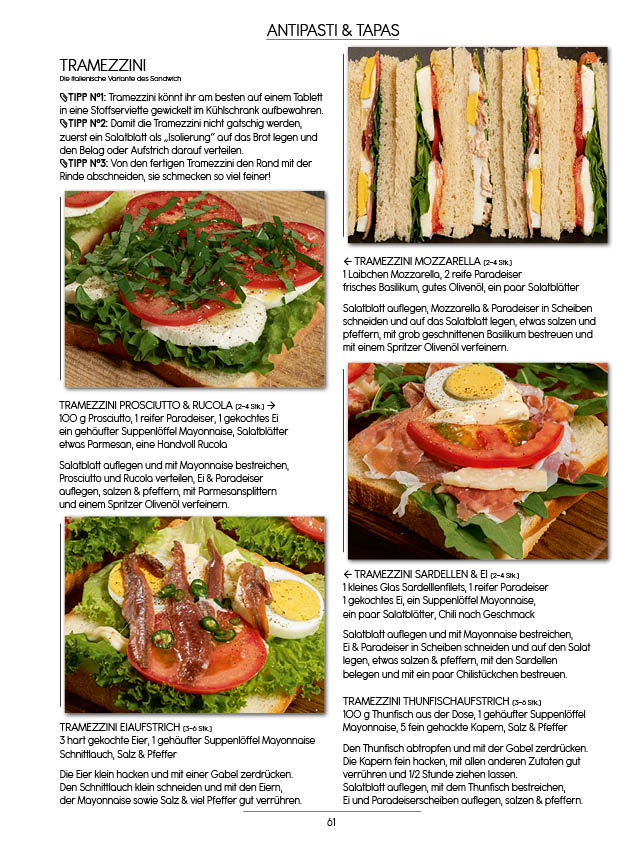 ANTIPASTI & TAPAS
TRAMEZZINI
Die italienische Variante des Sandwich
TIPP N°1: Tramezzini könnt ihr am besten auf einem Tablett
in eine Stoffserviette gewickelt im Kühlschrank aufbewahren.
TIPP N°2: Damit die Tramezzini nicht gatschig werden,
zuerst ein Salatblatt als „Isolierung“ auf das Brot legen und
den Belag oder Aufstrich darauf verteilen.
TIPP N°3: Von den fertigen Tramezzini den Rand mit der
Rinde abschneiden, sie schmecken so viel feiner!
← TRAMEZZINI MOZZARELLA (2-4 Stk.)
1 Laibchen Mozzarella, 2 reife Paradeiser
frisches Basilikum, gutes Olivenöl, ein paar Salatblätter
Salatblatt auflegen, Mozzarella & Paradeiser in Scheiben
schneiden und auf das Salatblatt legen, etwas salzen und
pfeffern, mit grob geschnittenen Basilikum bestreuen und
mit einem Spritzer Olivenöl verfeinern.
TRAMEZZINI PROSCIUTTO & RUCOLA (2-4 Stk.) →
100 g Prosciutto, 1 reifer Paradeiser, 1 gekochtes Ei
ein gehäufter Suppenlöffel Mayonnaise, Salatblätter
etwas Parmesan, eine Handvoll Rucola
Salatblatt auflegen und mit Mayonnaise bestreichen,
Prosciutto und Rucola verteilen, Ei & Paradeiser
auflegen, salzen & pfeffern, mit Parmesansplittern
und einem Spritzer Olivenöl verfeinern.
← TRAMEZZINI SARDELLEN & EI (2-4 Stk.)
1 kleines Glas Sardelllenfilets, 1 reifer Paradeiser
1 gekochtes Ei, ein Suppenlöffel Mayonnaise,
ein paar Salatblätter, Chili nach Geschmack
Salatblatt auflegen und mit Mayonnaise bestreichen,
Ei & Paradeiser in Scheiben schneiden und auf den Salat
legen, etwas salzen & pfeffern, mit den Sardellen
belegen und mit ein paar Chilistückchen bestreuen.
TRAMEZZINI EIAUFSTRICH (3-6 Stk.)
3 hart gekochte Eier, 1 gehäufter Suppenlöffel Mayonnaise
Schnittlauch, Salz & Pfeffer
Die Eier klein hacken und mit einer Gabel zerdrücken.
Den Schnittlauch klein schneiden und mit den Eiern,
der Mayonnaise sowie Salz & viel Pfeffer gut verrühren.
TRAMEZZINI THUNFISCHAUFSTRICH (3-6 Stk.)
100 g Thunfisch aus der Dose, 1 gehäufter Suppenlöffel
Mayonnaise, 5 fein gehackte Kapern, Salz & Pfeffer
Den Thunfisch abtropfen und mit der Gabel zerdrücken.
Die Kapern fein hacken, mit allen anderen Zutaten gut
verrühren und 1/2 Stunde ziehen lassen.
Salatblatt auflegen, mit dem Thunfisch bestreichen,
Ei und Paradeiserscheiben auflegen, salzen & pfeffern.
61